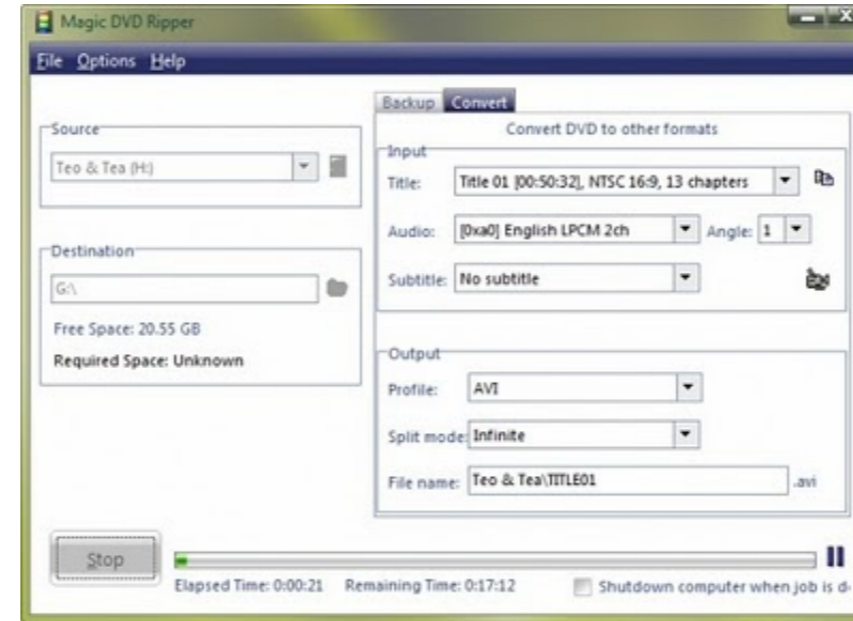 Magic DVD Ripper
File Options Help
Backup Convert
Source
Teo & Tea (H:)
Destination
G:\
Free Space: 20.55 GB
Required Space: Unknown
Convert DVD to other formats
Input
Title: Title 01 [00:50:32], NTSC 16:9, 13 chapters
Audio: [0xa0] English LPCM 2ch Angle: 1
Subtitle: No subtitle
Output
Profile: AVI
Split mode: Infinite
File name: Teo & Tea\TITLE01 .avi
Stop
Elapsed Time: 0:00:21 Remaining Time: 0:17:12 Shutdown computer when job is d